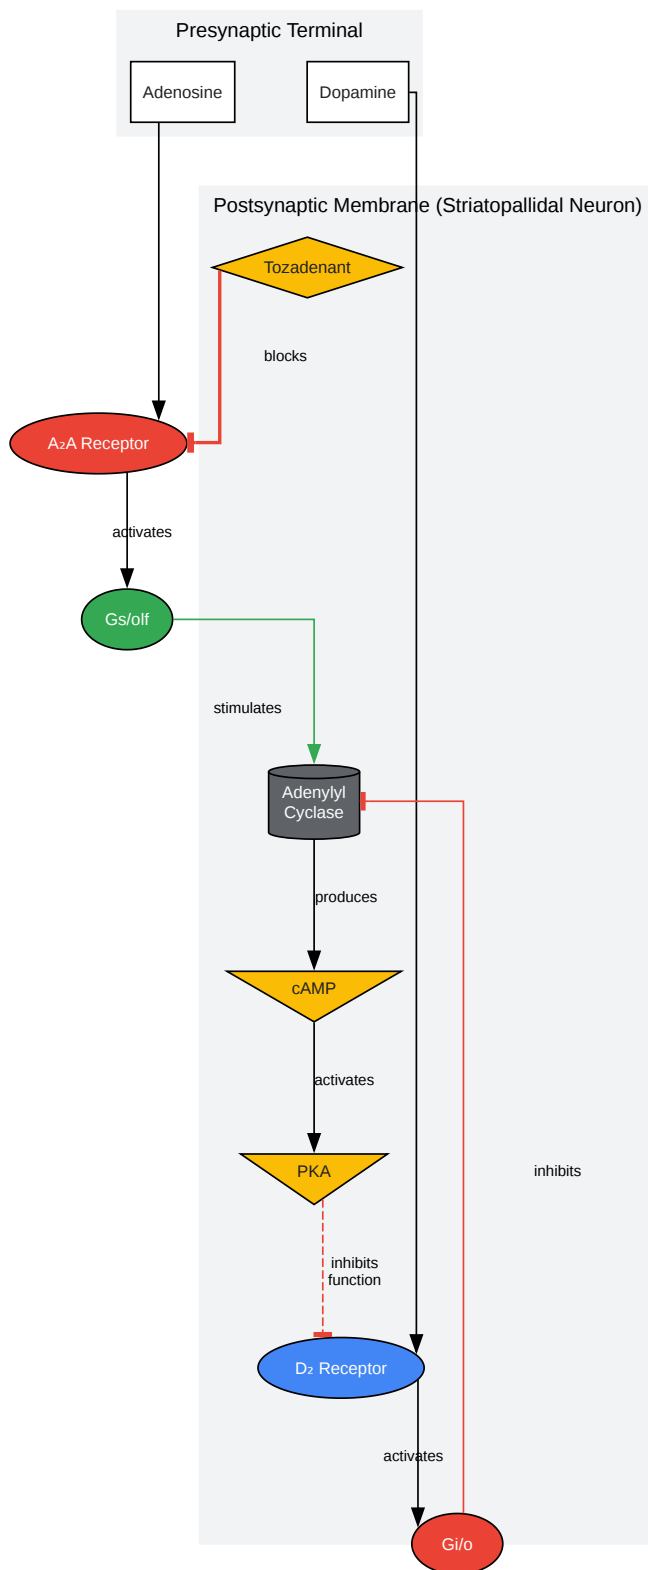 Presynaptic Terminal
Adenosine
Dopamine
Postsynaptic Membrane (Striatopallidal Neuron)
Tozadenant
blocks
A₂A Receptor
activates
Gs/olf
stimulates
Adenylyl
Cyclase
produces
cAMP
activates
PKA
inhibits
inhibits
function
D₂ Receptor
activates
Gi/o